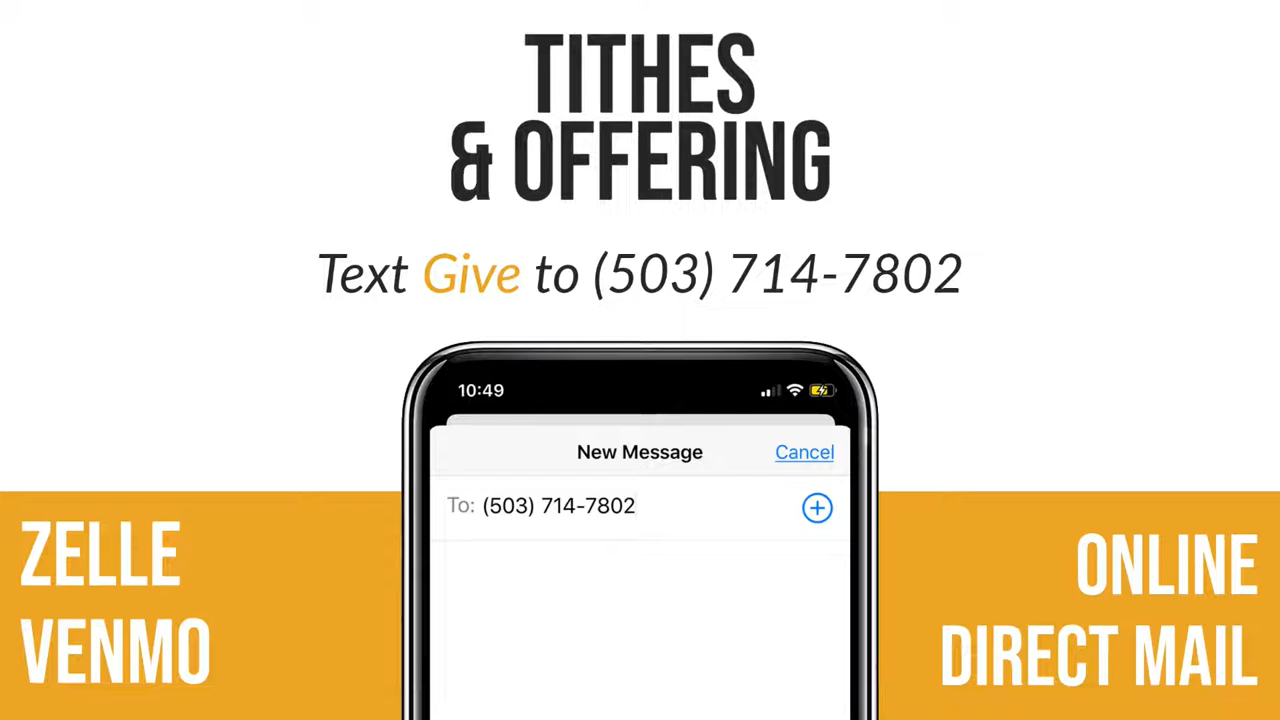 TITHES
& OFFERING
Text Give to (503) 714-7802
10:49
New Message Cancel
To: (503) 714-7802
ZELLE
VENMO
ONLINE
DIRECT MAIL